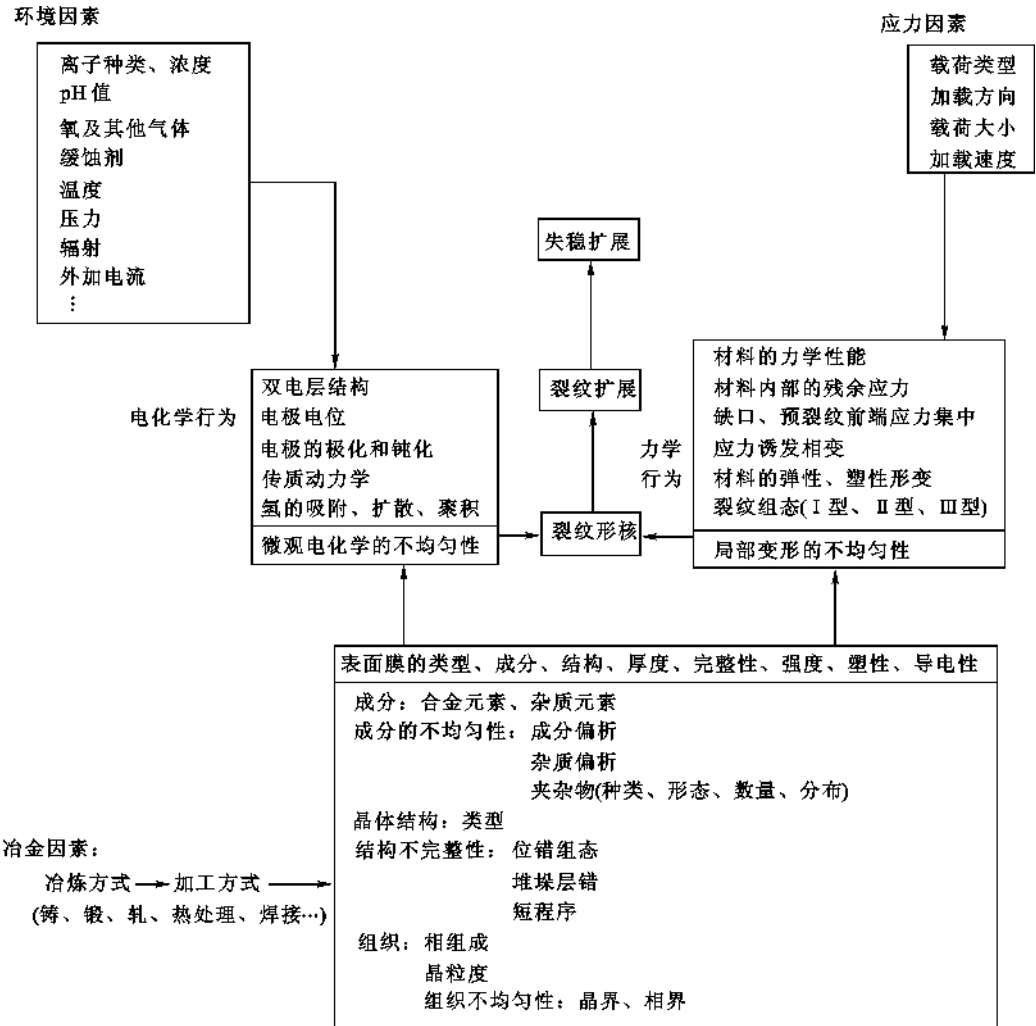 环境因素
离子种类、浓度
pH值
氧及其他气体
缓蚀剂
温度
压力
辐射
外加电流
⋮
应力因素
载荷类型
加载方向
载荷大小
加载速度
失稳扩展
裂纹扩展
裂纹形核
电化学行为
双电层结构
电极电位
电极的极化和钝化
传质动力学
氢的吸附、扩散、聚积
微观电化学的不均匀性
力学
行为
材料的力学性能
材料内部的残余应力
缺口、预裂纹前端应力集中
应力诱发相变
材料的弹性、塑性形变
裂纹组态(Ⅰ型、Ⅱ型、Ⅲ型)
局部变形的不均匀性
表面膜的类型、成分、结构、厚度、完整性、强度、塑性、导电性
成分：合金元素、杂质元素
成分的不均匀性：成分偏析
杂质偏析
夹杂物(种类、形态、数量、分布)
晶体结构：类型
结构不完整性：位错组态
堆垛层错
短程序
组织：相组成
晶粒度
组织不均匀性：晶界、相界
冶金因素：
冶炼方式→加工方式
(铸、锻、轧、热处理、焊接…)